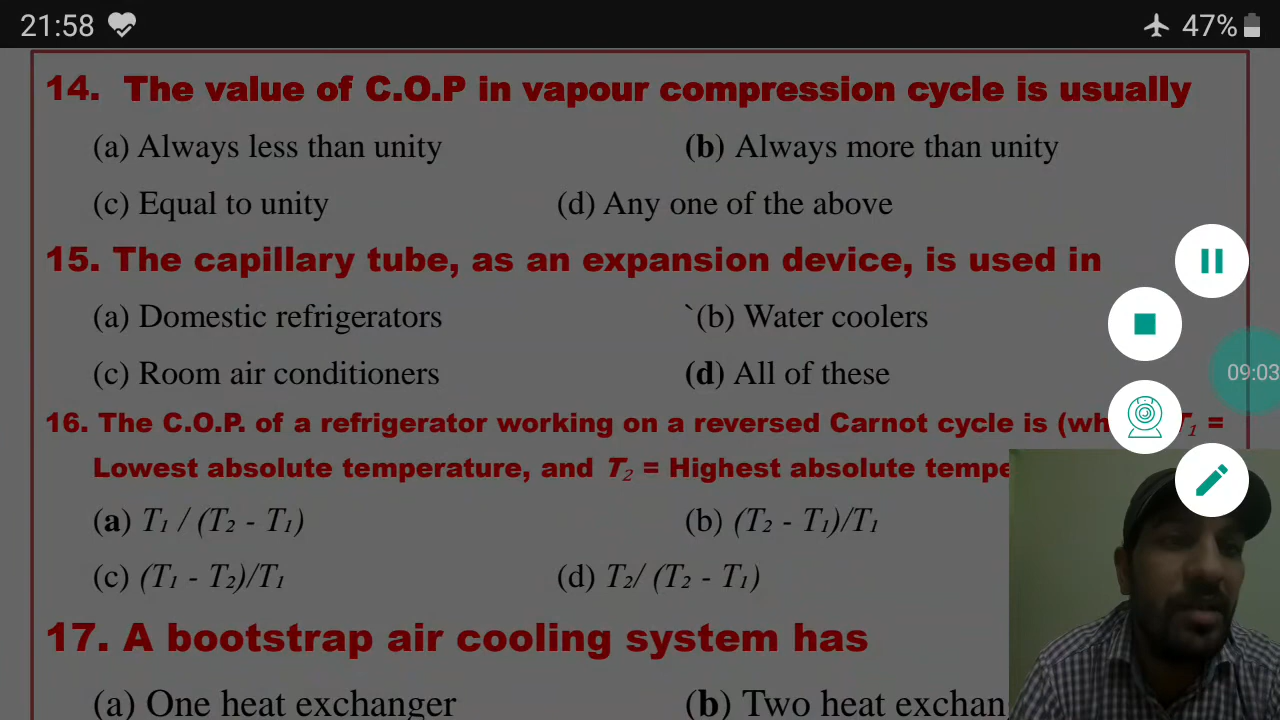 21:58 47%
14. The value of C.O.P in vapour compression cycle is usually
(a) Always less than unity (b) Always more than unity
(c) Equal to unity (d) Any one of the above
15. The capillary tube, as an expansion device, is used in
(a) Domestic refrigerators `(b) Water coolers
(c) Room air conditioners (d) All of these
09:03
16. The C.O.P. of a refrigerator working on a reversed Carnot cycle is (wh T₁ =
Lowest absolute temperature, and T₂ = Highest absolute tempe
(a) T₁ / (T₂ - T₁) (b) (T₂ - T₁)/T₁
(c) (T₁ - T₂)/T₁ (d) T₂/ (T₂ - T₁)
17. A bootstrap air cooling system has
(a) One heat exchanger (b) Two heat exchan